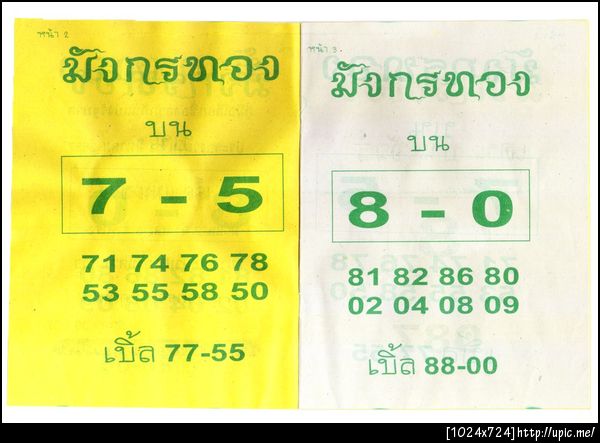 หน้า 2
มังกรทอง
บน
7 - 5
71 74 76 78
53 55 58 50
เบิ้ล 77-55
หน้า 3
มังกรทอง
บน
8 - 0
81 82 86 80
02 04 08 09
เบิ้ล 88-00
[1024x724]http://upic.me/